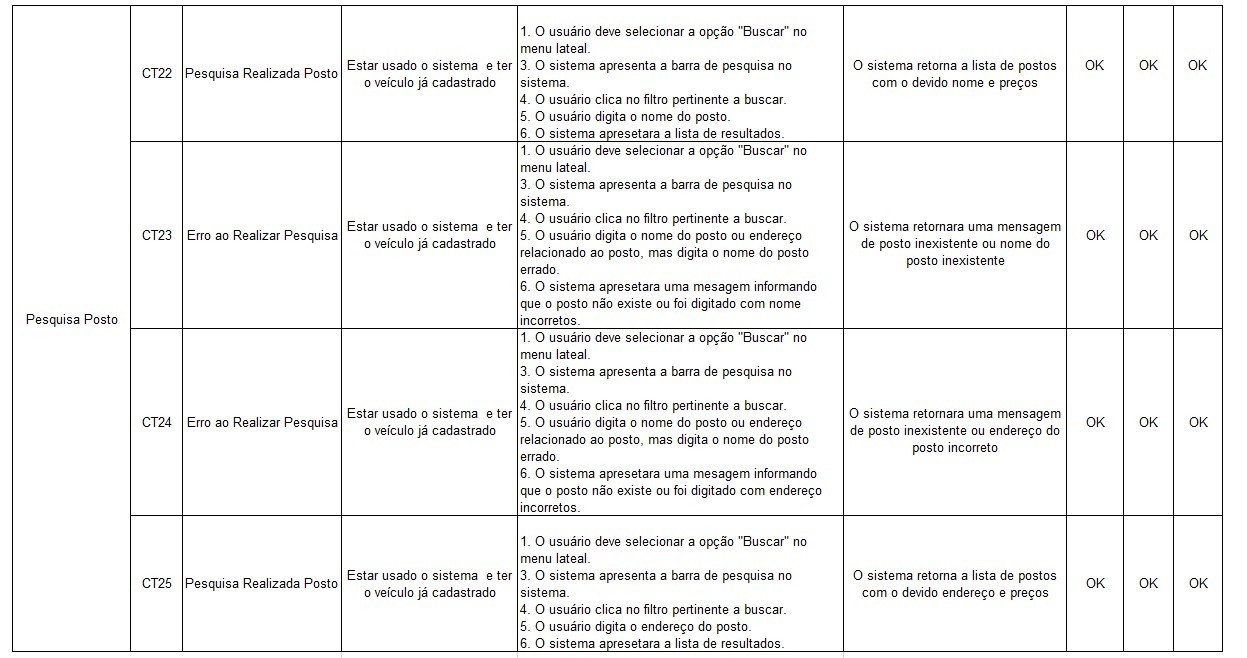 Pesquisa Posto
CT22
Pesquisa Realizada Posto
Estar usado o sistema e ter
o veículo já cadastrado
1. O usuário deve selecionar a opção "Buscar" no
menu lateal.
3. O sistema apresenta a barra de pesquisa no
sistema.
4. O usuário clica no filtro pertinente a buscar.
5. O usuário digita o nome do posto.
6. O sistema apresetara a lista de resultados.
O sistema retorna a lista de postos
com o devido nome e preços
OK
OK
OK
CT23
Erro ao Realizar Pesquisa
Estar usado o sistema e ter
o veículo já cadastrado
1. O usuário deve selecionar a opção "Buscar" no
menu lateal.
3. O sistema apresenta a barra de pesquisa no
sistema.
4. O usuário clica no filtro pertinente a buscar.
5. O usuário digita o nome do posto ou endereço
relacionado ao posto, mas digita o nome do posto
errado.
6. O sistema apresetara uma mesagem informando
que o posto não existe ou foi digitado com nome
incorretos.
O sistema retornara uma mensagem
de posto inexistente ou nome do
posto inexistente
OK
OK
OK
CT24
Erro ao Realizar Pesquisa
Estar usado o sistema e ter
o veículo já cadastrado
1. O usuário deve selecionar a opção "Buscar" no
menu lateal.
3. O sistema apresenta a barra de pesquisa no
sistema.
4. O usuário clica no filtro pertinente a buscar.
5. O usuário digita o nome do posto ou endereço
relacionado ao posto, mas digita o nome do posto
errado.
6. O sistema apresetara uma mesagem informando
que o posto não existe ou foi digitado com endereço
incorretos.
O sistema retornara uma mensagem
de posto inexistente ou endereço do
posto incorreto
OK
OK
OK
CT25
Pesquisa Realizada Posto
Estar usado o sistema e ter
o veículo já cadastrado
1. O usuário deve selecionar a opção "Buscar" no
menu lateal.
3. O sistema apresenta a barra de pesquisa no
sistema.
4. O usuário clica no filtro pertinente a buscar.
5. O usuário digita o endereço do posto.
6. O sistema apresetara a lista de resultados.
O sistema retorna a lista de postos
com o devido endereço e preços
OK
OK
OK